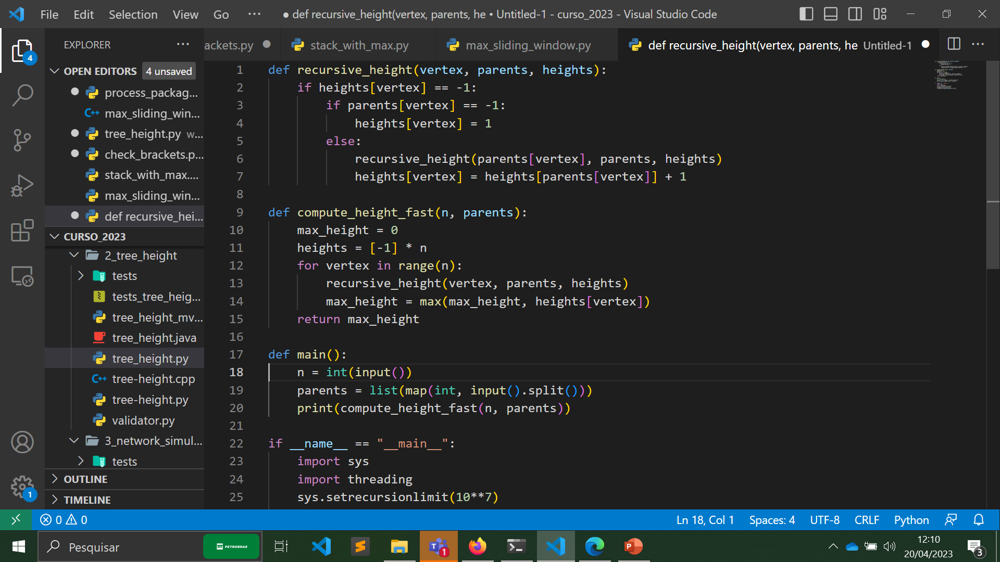 File Edit Selection View Go ··· ● def recursive_height(vertex, parents, he • Untitled-1 - curso_2023 - Visual Studio Code
EXPLORER ···
ackets.py ● stack_with_max.py max_sliding_window.py def recursive_height(vertex, parents, he Untitled-1 ● ···
4
OPEN EDITORS 4 unsaved
● process_packag...
C++ max_sliding_win...
● tree_height.py w...
● check_brackets.p...
stack_with_max....
max_sliding_win...
● def recursive_hei...
CURSO_2023
2_tree_height
tests
tests_tree_heig...
tree_height_mv...
tree_height.java
tree_height.py
C++ tree-height.cpp
tree-height.py
validator.py
3_network_simul...
tests
OUTLINE
TIMELINE
1
1 def recursive_height(vertex, parents, heights):
2     if heights[vertex] == -1:
3         if parents[vertex] == -1:
4             heights[vertex] = 1
5         else:
6             recursive_height(parents[vertex], parents, heights)
7             heights[vertex] = heights[parents[vertex]] + 1
8
9 def compute_height_fast(n, parents):
10     max_height = 0
11     heights = [-1] * n
12     for vertex in range(n):
13         recursive_height(vertex, parents, heights)
14         max_height = max(max_height, heights[vertex])
15     return max_height
16
17 def main():
18     n = int(input())
19     parents = list(map(int, input().split()))
20     print(compute_height_fast(n, parents))
21
22 if __name__ == "__main__":
23     import sys
24     import threading
25     sys.setrecursionlimit(10**7)
0 0 Ln 18, Col 1 Spaces: 4 UTF-8 CRLF Python
Pesquisar BR PETROBRAS T 1 P 12:10
20/04/2023 3